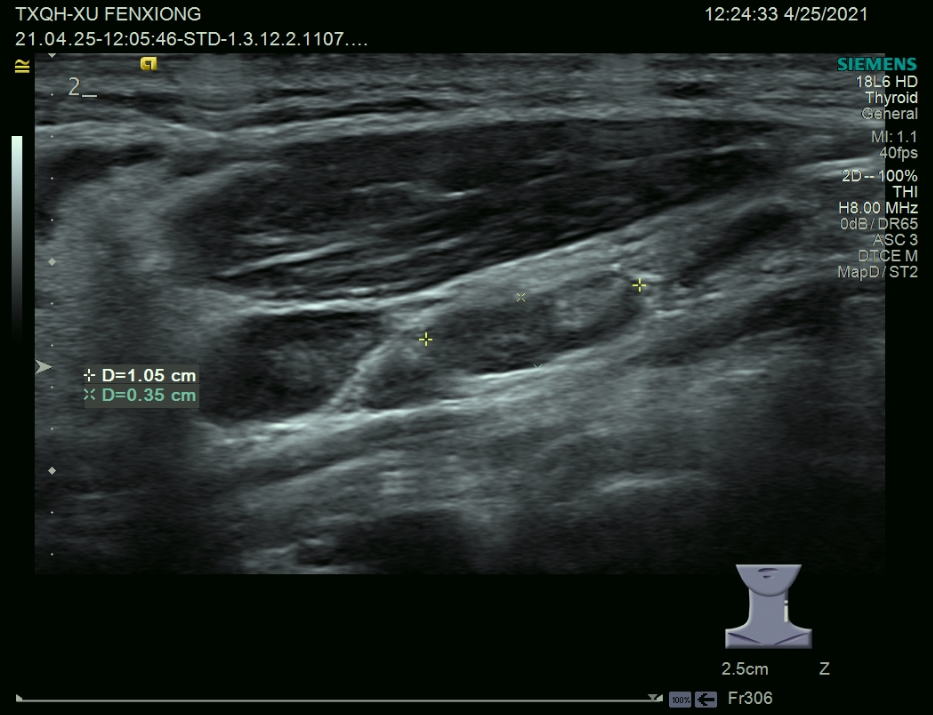 TXQH-XU FENXIONG
12:24:33 4/25/2021
21.04.25-12:05:46-STD-1.3.12.2.1107....
2_
SIEMENS
18L6 HD
Thyroid
General
MI: 1.1
40fps
2D--100%
THI
H8.00 MHz
0dB/DR65
ASC 3
DTCE M
MapD/ST2
D=1.05 cm
D=0.35 cm
2.5cm Z
100% Fr306